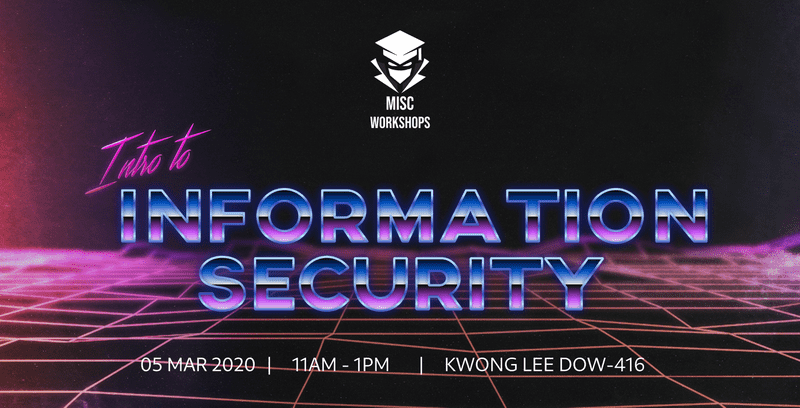 MISC
WORKSHOPS
Intro to
INFORMATION
SECURITY
05 MAR 2020 | 11AM - 1PM | KWONG LEE DOW-416